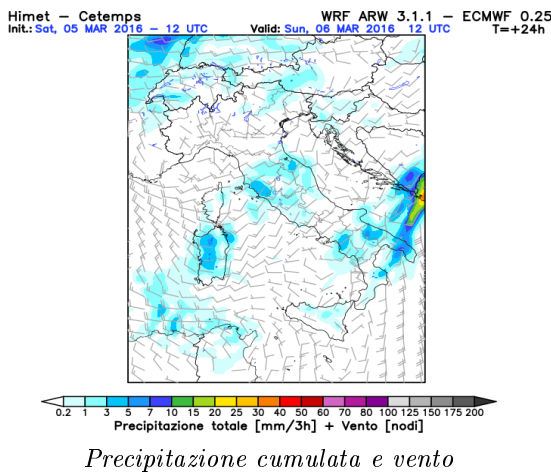 Himet – Cetemps WRF ARW 3.1.1 – ECMWF 0.25
Init.: Sat, 05 MAR 2016 – 12 UTC Valid: Sun, 06 MAR 2016 12 UTC T=+24h
0.2 1 3 5 7 10 15 20 25 30 40 50 60 70 80 100 125 150 175 200
Precipitazione totale [mm/3h] + Vento [nodi]
Precipitazione cumulata e vento